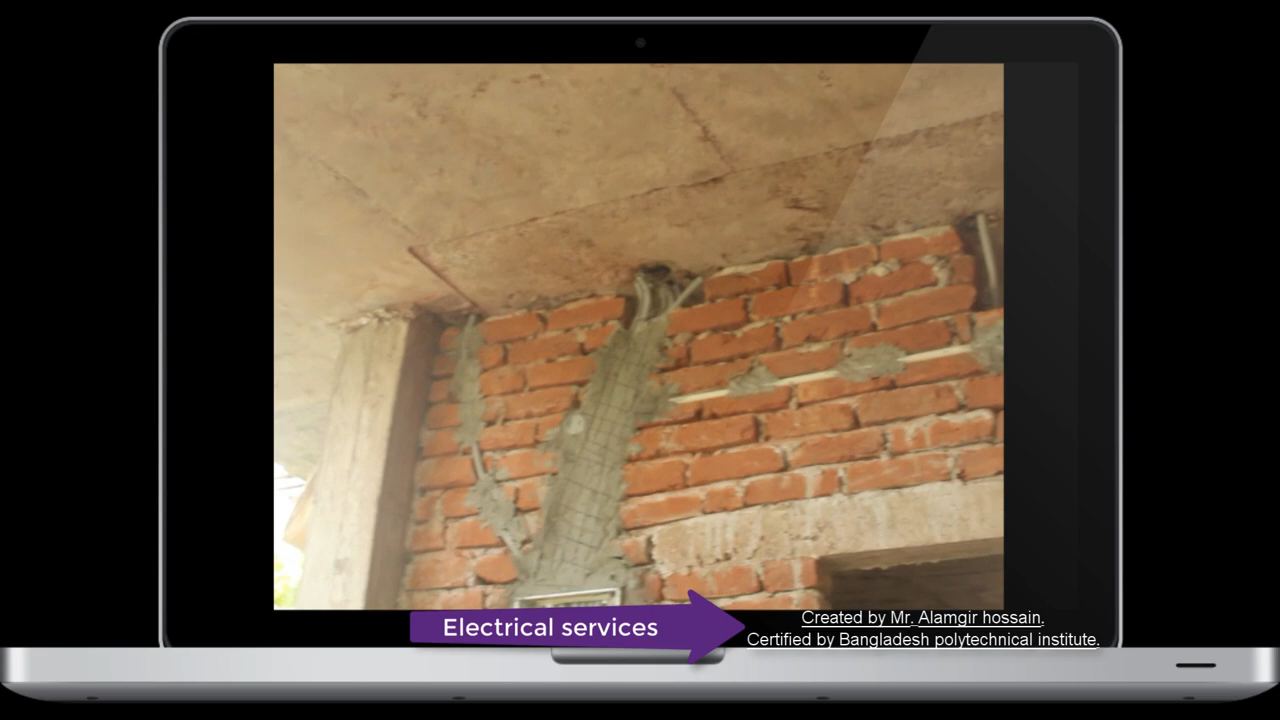 Electrical services
Created by Mr. Alamgir hossain.
Certified by Bangladesh polytechnical institute.